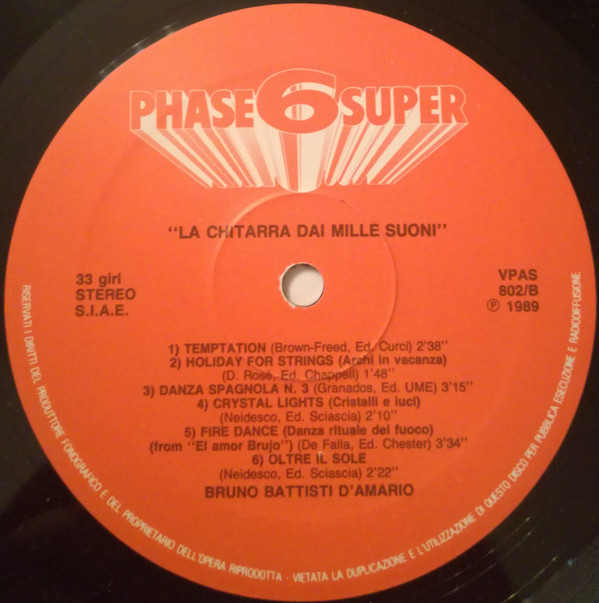 PHASE 6 SUPER
"LA CHITARRA DAI MILLE SUONI"
33 giri
STEREO
S.I.A.E.
VPAS
802/B
℗ 1989
1) TEMPTATION (Brown-Freed, Ed. Curci) 2'38"
2) HOLIDAY FOR STRINGS (Archi in vacanza)
(D. Rose, Ed. Chappell) 1'48"
3) DANZA SPAGNOLA N. 3 (Granados, Ed. UME) 3'15"
4) CRYSTAL LIGHTS (Cristalli e luci)
(Neidesco, Ed. Sciascia) 2'10"
5) FIRE DANCE (Danza rituale del fuoco)
(from "El amor Brujo") (De Falla, Ed. Chester) 3'34"
6) OLTRE IL SOLE
(Neidesco, Ed. Sciascia) 2'22"
BRUNO BATTISTI D'AMARIO
RISERVATI I DIRITTI DEL PRODUTTORE FONOGRAFICO E DEL PROPRIETARIO DELL'OPERA RIPRODOTTA - VIETATA LA DUPLICAZIONE E L'UTILIZZAZIONE DI QUESTO DISCO PER PUBBLICA ESECUZIONE E RADIODIFFUSIONE